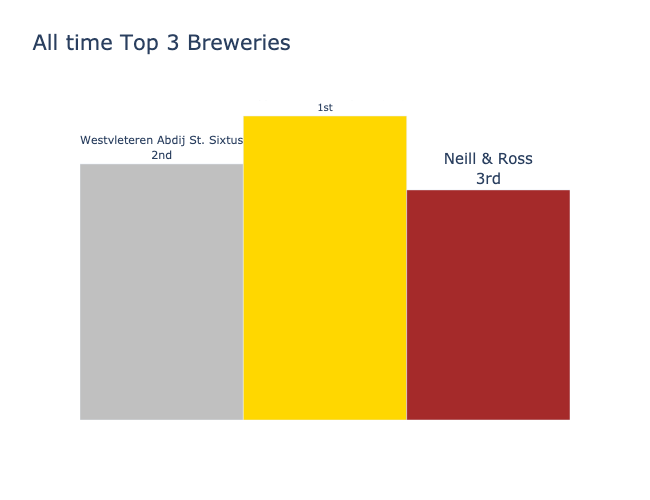 All time Top 3 Breweries
Westvleteren Abdij St. Sixtus
2nd
1st
Neill & Ross
3rd